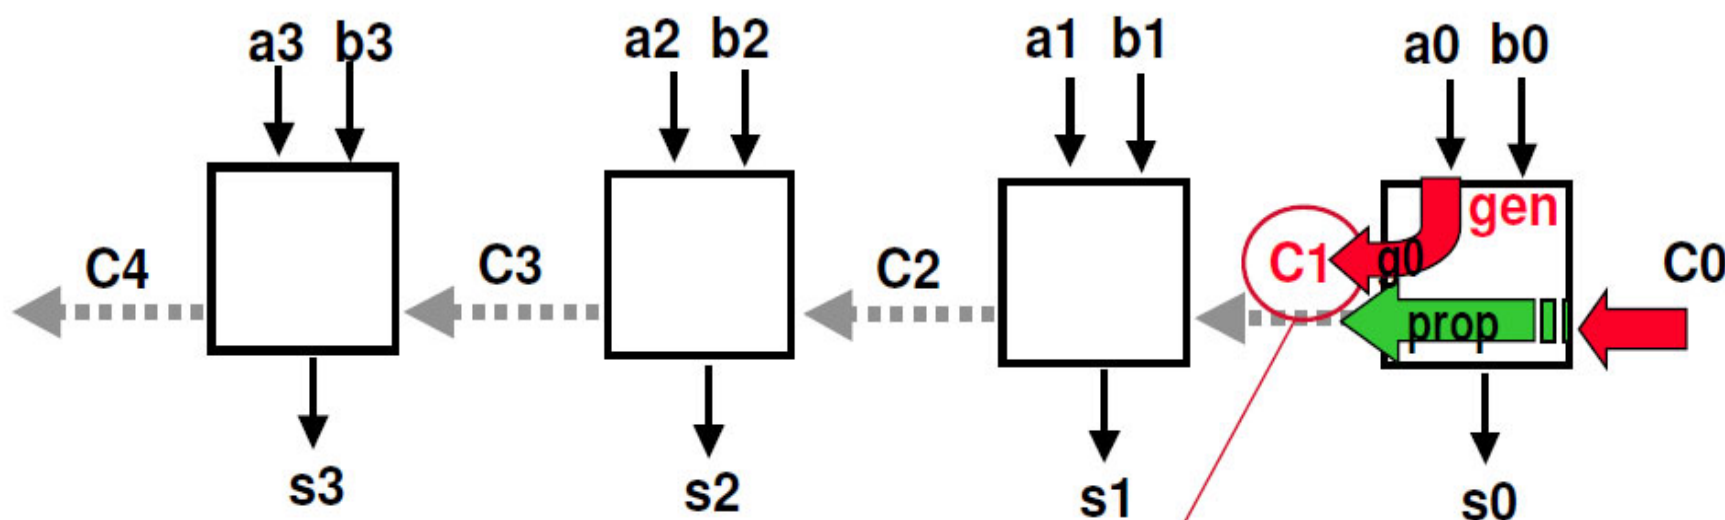 a3 b3 a2 b2 a1 b1 a0 b0
gen
C4 C3 C2 C1 g0 C0
prop
s3 s2 s1 s0